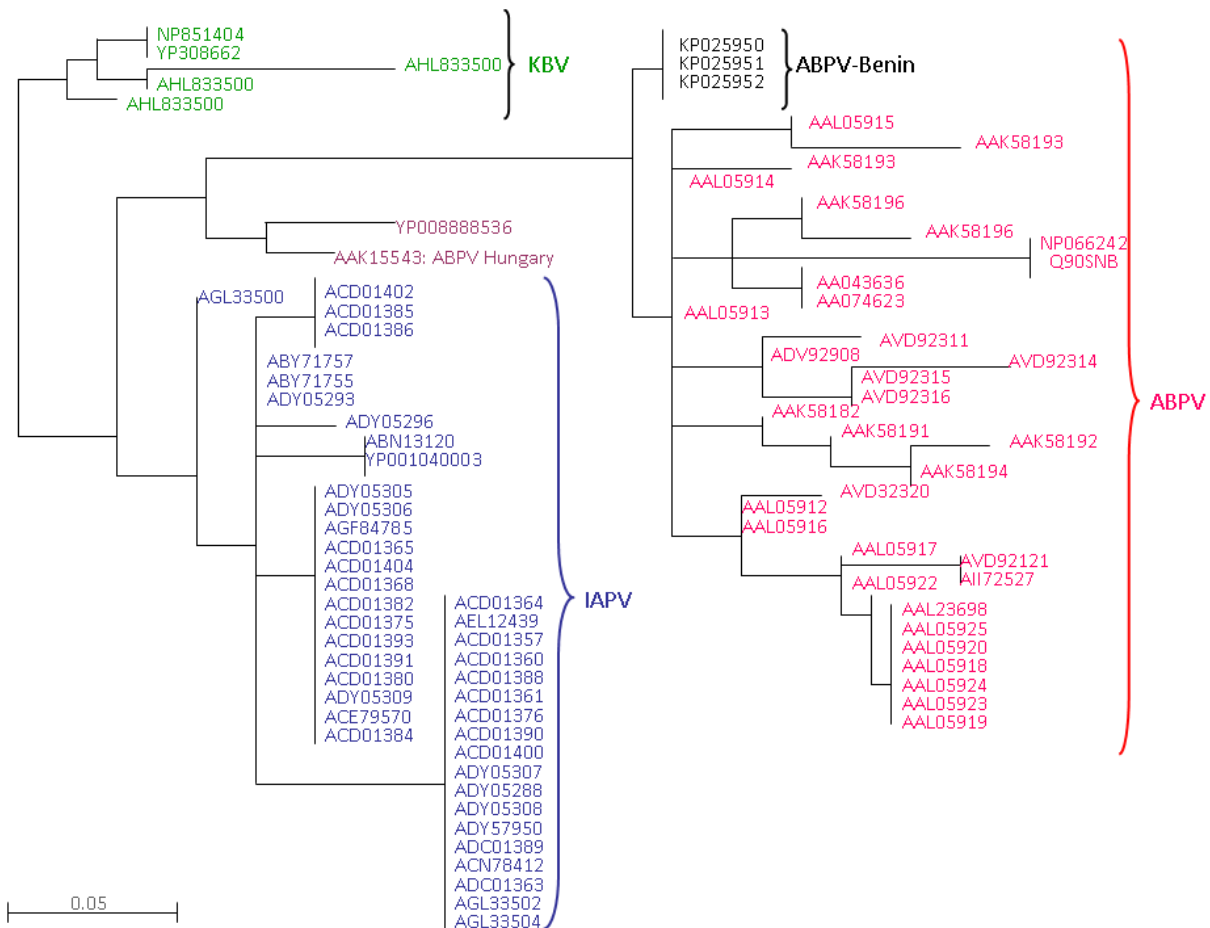 NP851404
YP308662
AHL833500
AHL833500
AHL833500
KBV
KP025950
KP025951
KP025952
ABPV-Benin
AAL05915
AAK58193
AAK58193
AAL05914
AAK58196
AAK58196
NP066242
Q90SNB
AA043636
AA074623
AAL05913
AVD92311
ADV92908
AVD92314
AVD92315
AVD92316
AAK58182
AAK58191
AAK58192
AAK58194
AVD32320
AAL05912
AAL05916
AAL05917
AVD92121
AII72527
AAL05922
AAL23698
AAL05925
AAL05920
AAL05918
AAL05924
AAL05923
AAL05919
ABPV
YP008888536
AAK15543: ABPV Hungary
AGL33500
ACD01402
ACD01385
ACD01386
ABY71757
ABY71755
ADY05293
ADY05296
ABN13120
YP001040003
ADY05305
ADY05306
AGF84785
ACD01365
ACD01404
ACD01368
ACD01382
ACD01375
ACD01393
ACD01391
ACD01380
ADY05309
ACE79570
ACD01384
ACD01364
AEL12439
ACD01357
ACD01360
ACD01388
ACD01361
ACD01376
ACD01390
ACD01400
ADY05307
ADY05288
ADY05308
ADY57950
ADC01389
ACN78412
ADC01363
AGL33502
AGL33504
IAPV
0.05